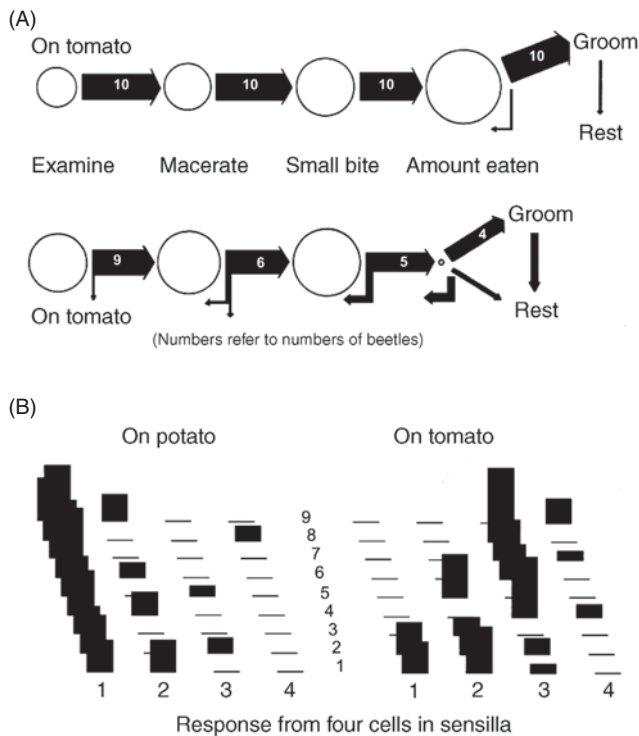 (A)
On tomato
10 10 10 10 Groom
Rest
Examine Macerate Small bite Amount eaten
9 6 5 4 Groom
On tomato Rest
(Numbers refer to numbers of beetles)
(B)
On potato On tomato
9
8
7
6
5
4
3
2
1
1 2 3 4 1 2 3 4
Response from four cells in sensilla